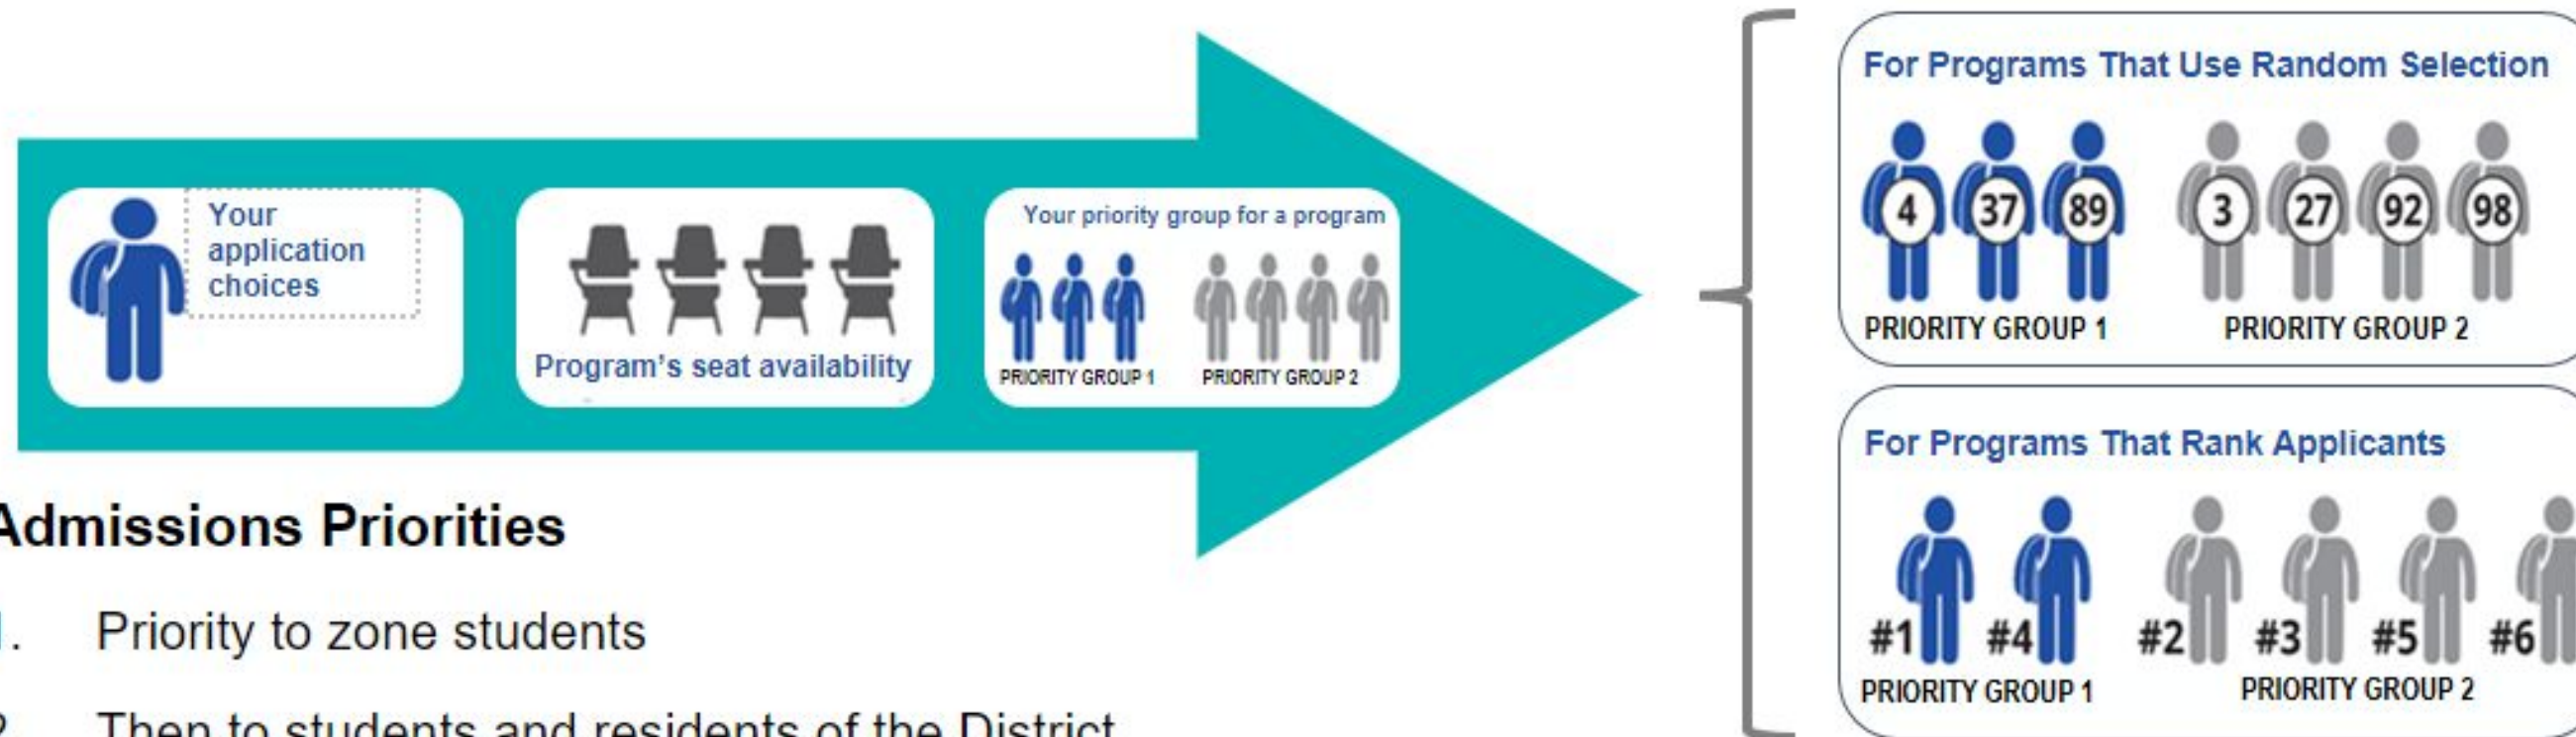 Your
application
choices
Program's seat availability
Your priority group for a program
PRIORITY GROUP 1 PRIORITY GROUP 2
For Programs That Use Random Selection
4 37 89 3 27 92 98
PRIORITY GROUP 1 PRIORITY GROUP 2
For Programs That Rank Applicants
#1 #4 #2 #3 #5 #6
PRIORITY GROUP 1 PRIORITY GROUP 2
Admissions Priorities
1. Priority to zone students
2. Then to students and residents of the District